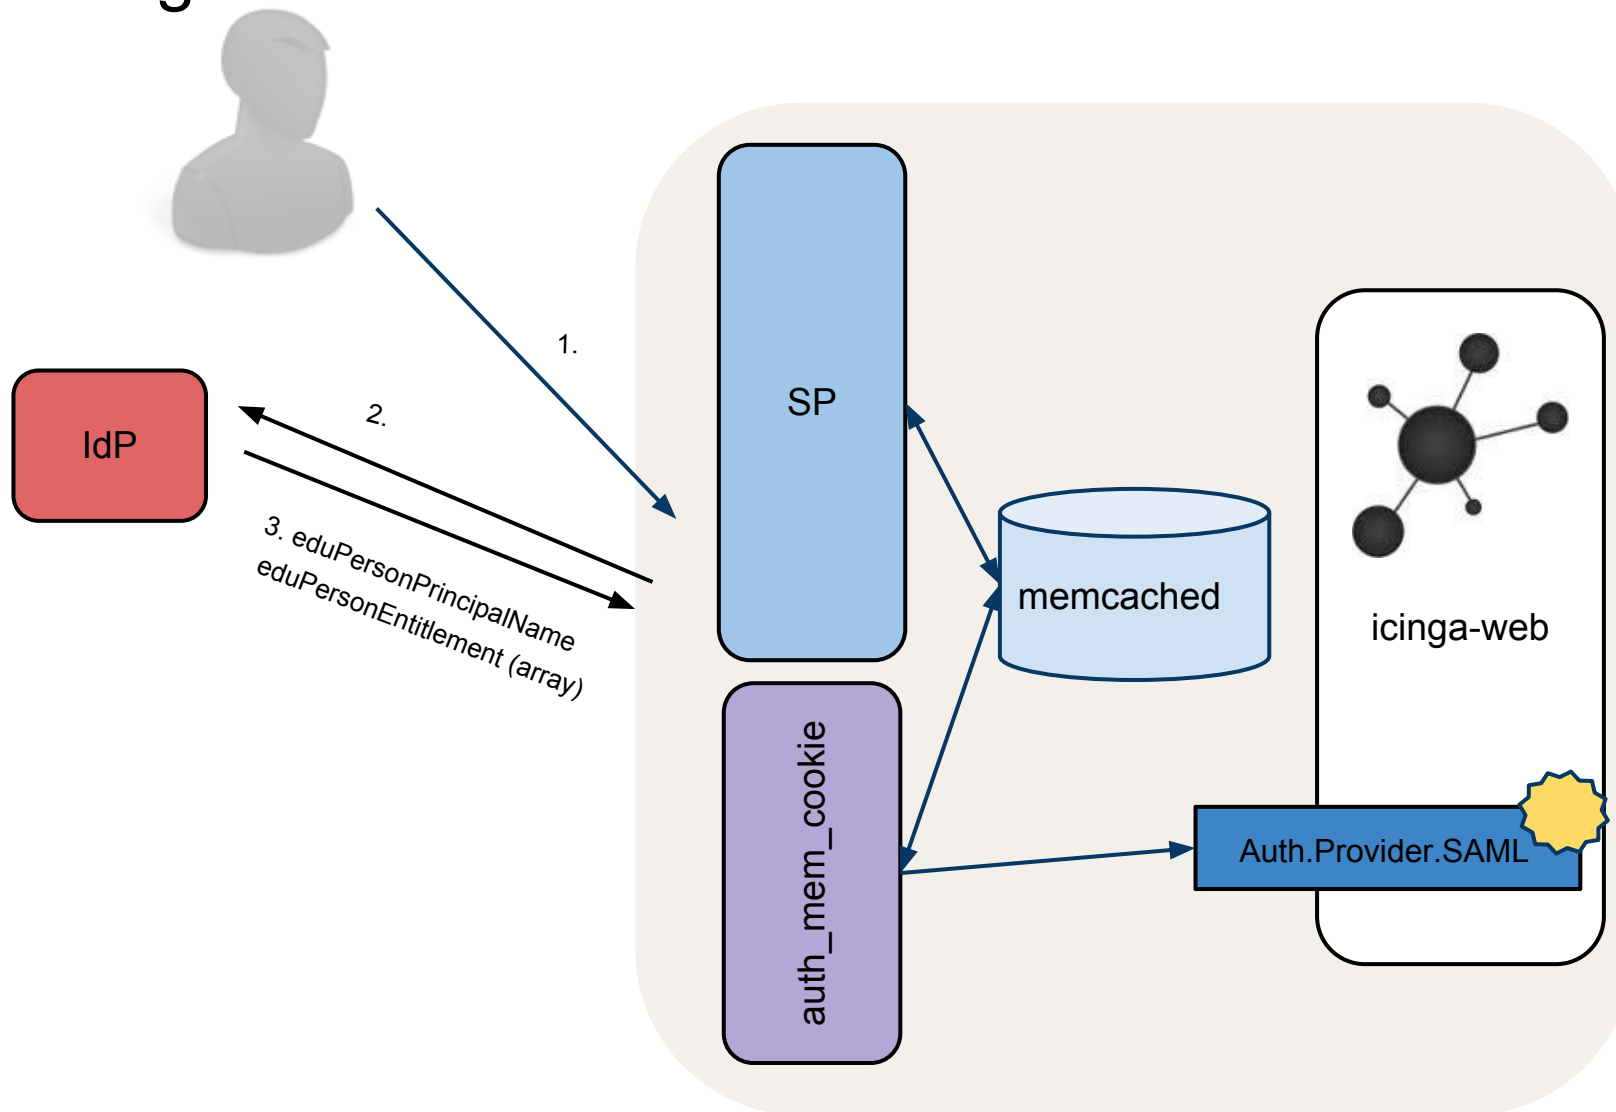 g
1.
SP
2.
IdP
3. eduPersonPrincipalName
eduPersonEntitlement (array)
memcached
icinga-web
auth_mem_cookie
Auth.Provider.SAML